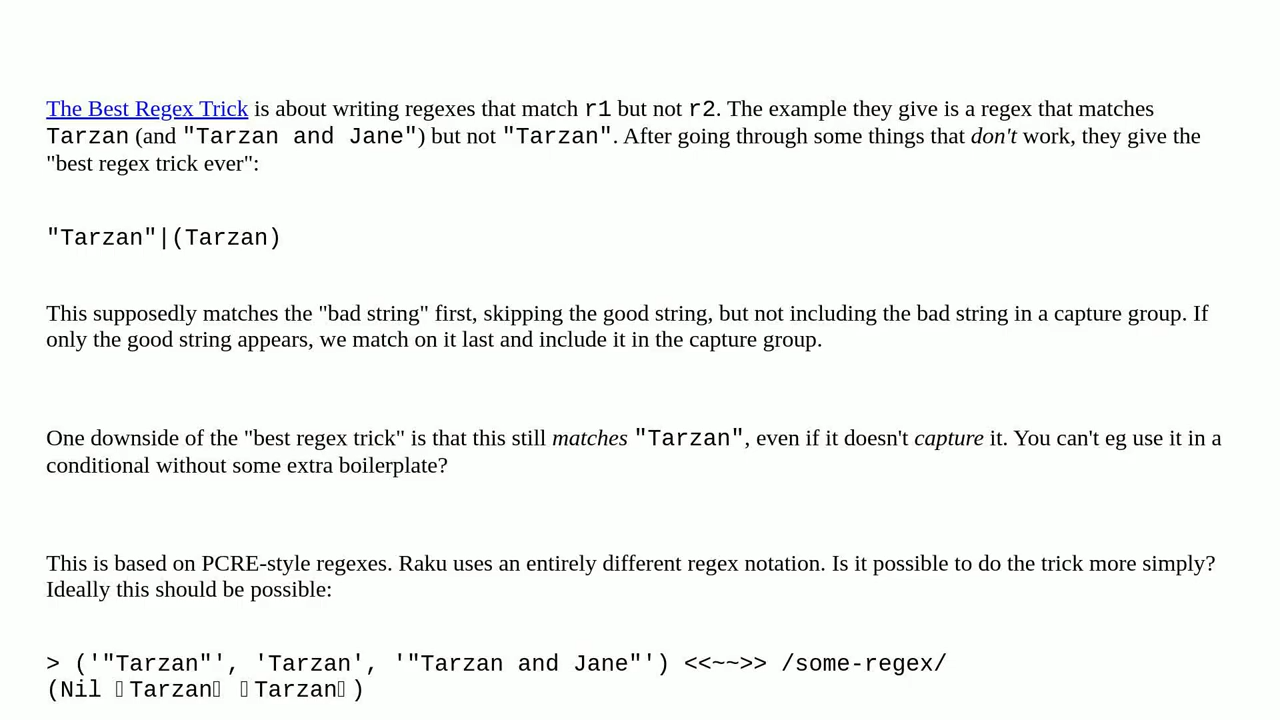 The Best Regex Trick is about writing regexes that match r1 but not r2. The example they give is a regex that matches
Tarzan (and "Tarzan and Jane") but not "Tarzan". After going through some things that don't work, they give the
"best regex trick ever":
"Tarzan"|(Tarzan)
This supposedly matches the "bad string" first, skipping the good string, but not including the bad string in a capture group. If
only the good string appears, we match on it last and include it in the capture group.
One downside of the "best regex trick" is that this still matches "Tarzan", even if it doesn't capture it. You can't eg use it in a
conditional without some extra boilerplate?
This is based on PCRE-style regexes. Raku uses an entirely different regex notation. Is it possible to do the trick more simply?
Ideally this should be possible:
> ('"Tarzan"', 'Tarzan', '"Tarzan and Jane"') <<~~>> /some-regex/
(Nil Tarzan Tarzan)